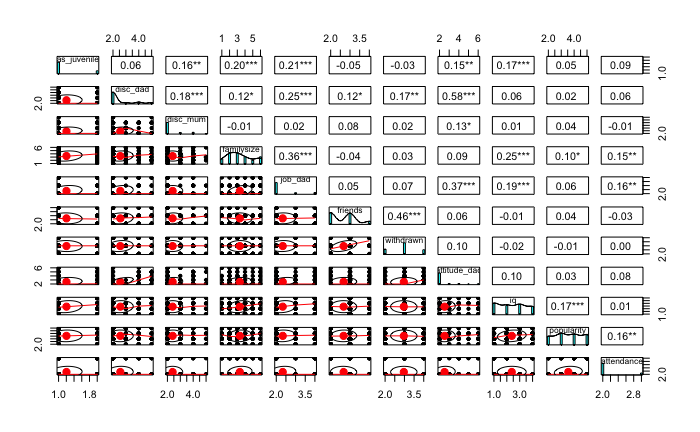 2.0 4.0 1 3 5 2.0 3.5 2 4 6 2.0 4.0
os_juvenile 0.06 0.16** 0.20*** 0.21*** -0.05 -0.03 0.15** 0.17*** 0.05 0.09 1.0
2.0 disc_dad 0.18*** 0.12* 0.25*** 0.12* 0.17** 0.58*** 0.06 0.02 0.06
disc_mum -0.01 0.02 0.08 0.02 0.13* 0.01 0.04 -0.01 2.0
1 6 familysize 0.36*** -0.04 0.03 0.09 0.25*** 0.10* 0.15**
job_dad 0.05 0.07 0.37*** 0.19*** 0.06 0.16** 2.0
2.0 friends 0.46*** 0.06 -0.01 0.04 -0.03
withdrawn 0.10 -0.02 -0.01 0.00 2.0
2 6 attitude_dad 0.10 0.03 0.08
iq 0.17*** 0.01 1.0
2.0 popularity 0.16**
attendance 2.0
1.0 1.8 2.0 4.0 2.0 3.5 2.0 3.5 1.0 3.0 2.0 2.8